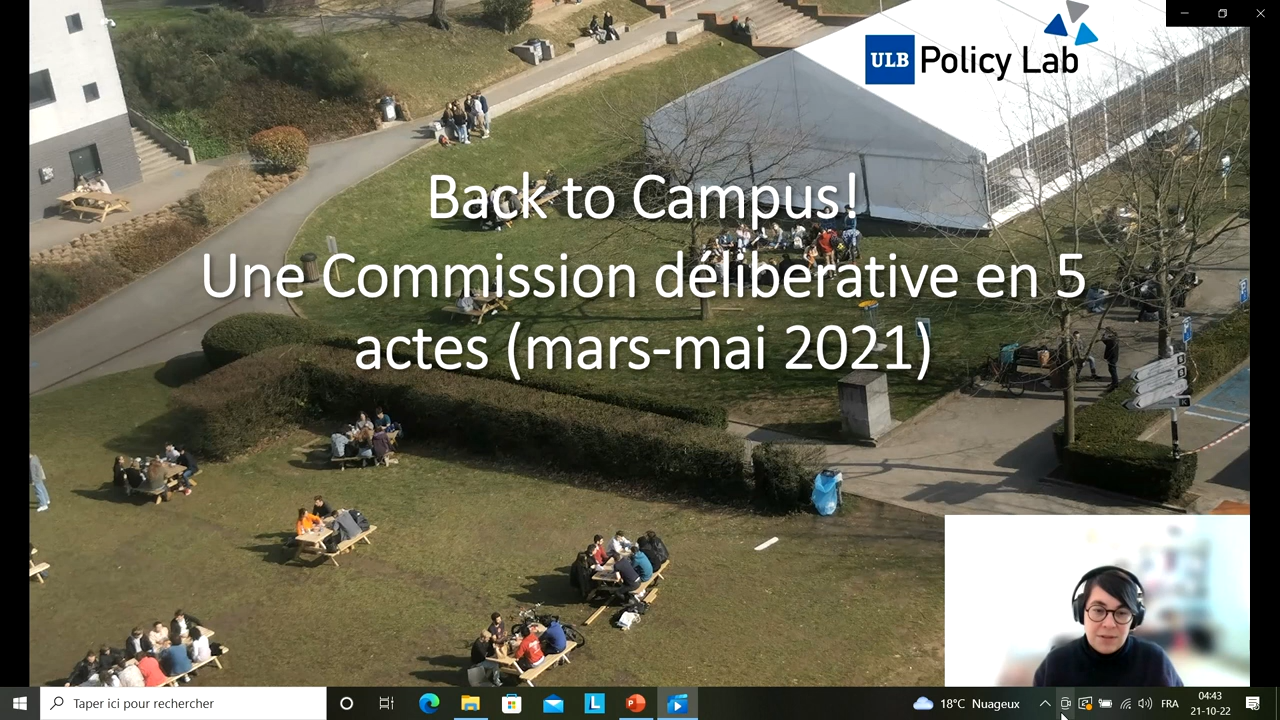 ULB Policy Lab
Back to Campus!
Une Commission délibérative en 5
actes (mars-mai 2021)
Taper ici pour rechercher
18°C Nuageux
FRA
04:43
21-10-22